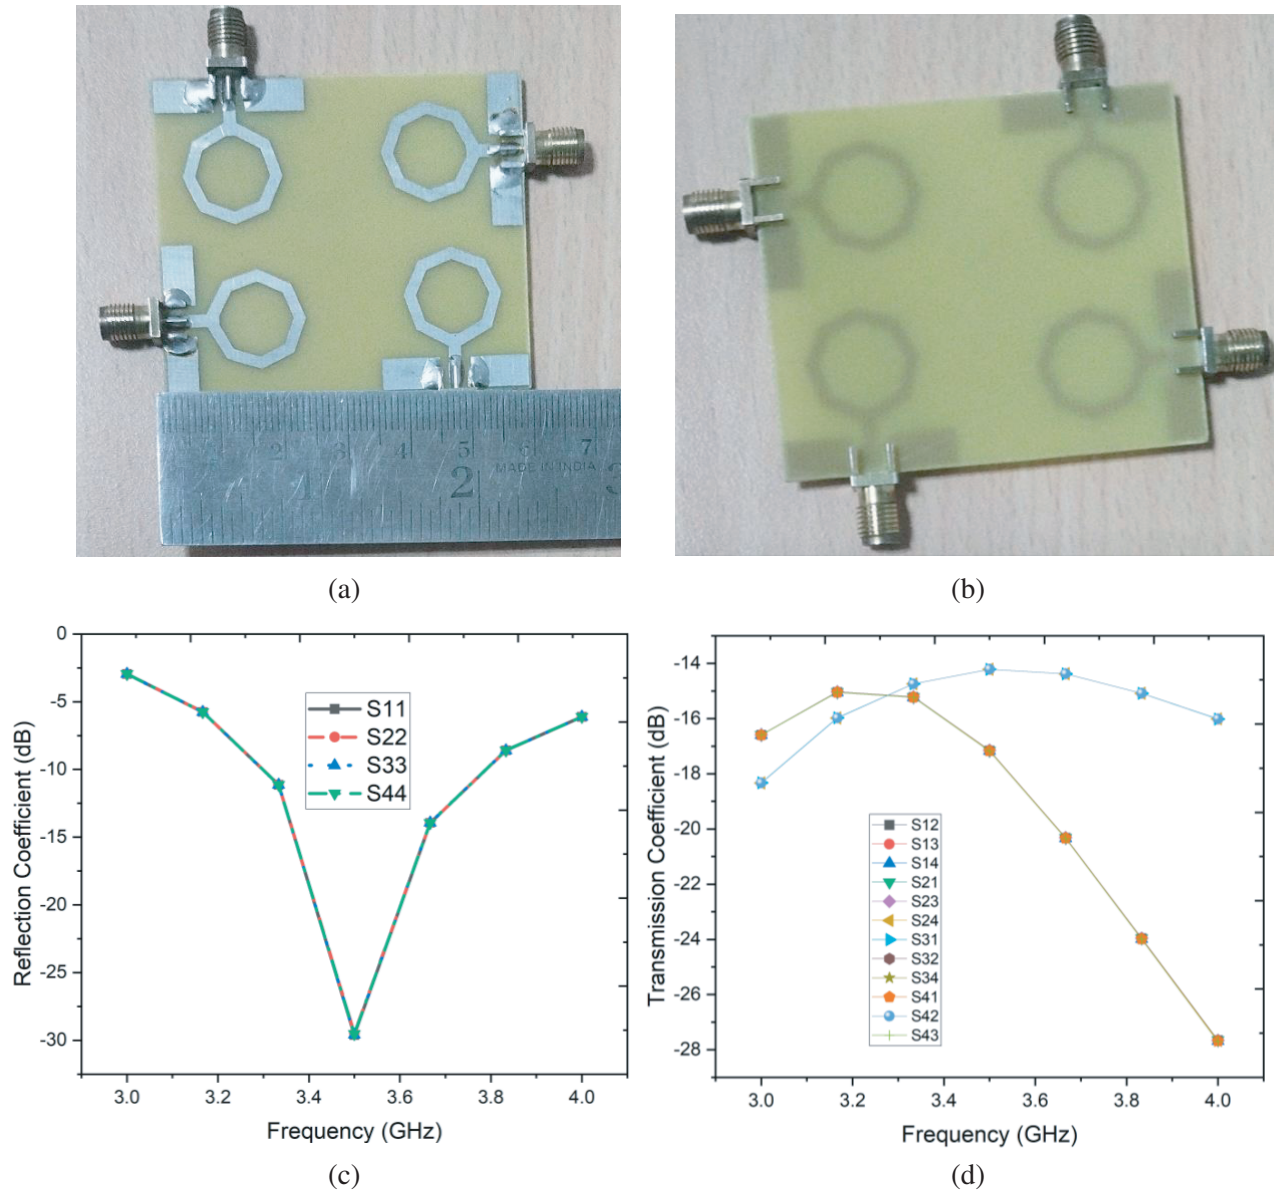 2 3 4 5 6 7
MADE IN INDIA
1 2 3
(a)
(b)
0
-5
-10
-15
-20
-25
-30
Reflection Coefficient (dB)
S11
S22
S33
S44
3.0 3.2 3.4 3.6 3.8 4.0
Frequency (GHz)
(c)
-14
-16
-18
-20
-22
-24
-26
-28
Transmission Coefficient (dB)
S12
S13
S14
S21
S23
S24
S31
S32
S34
S41
S42
S43
3.0 3.2 3.4 3.6 3.8 4.0
Frequency (GHz)
(d)